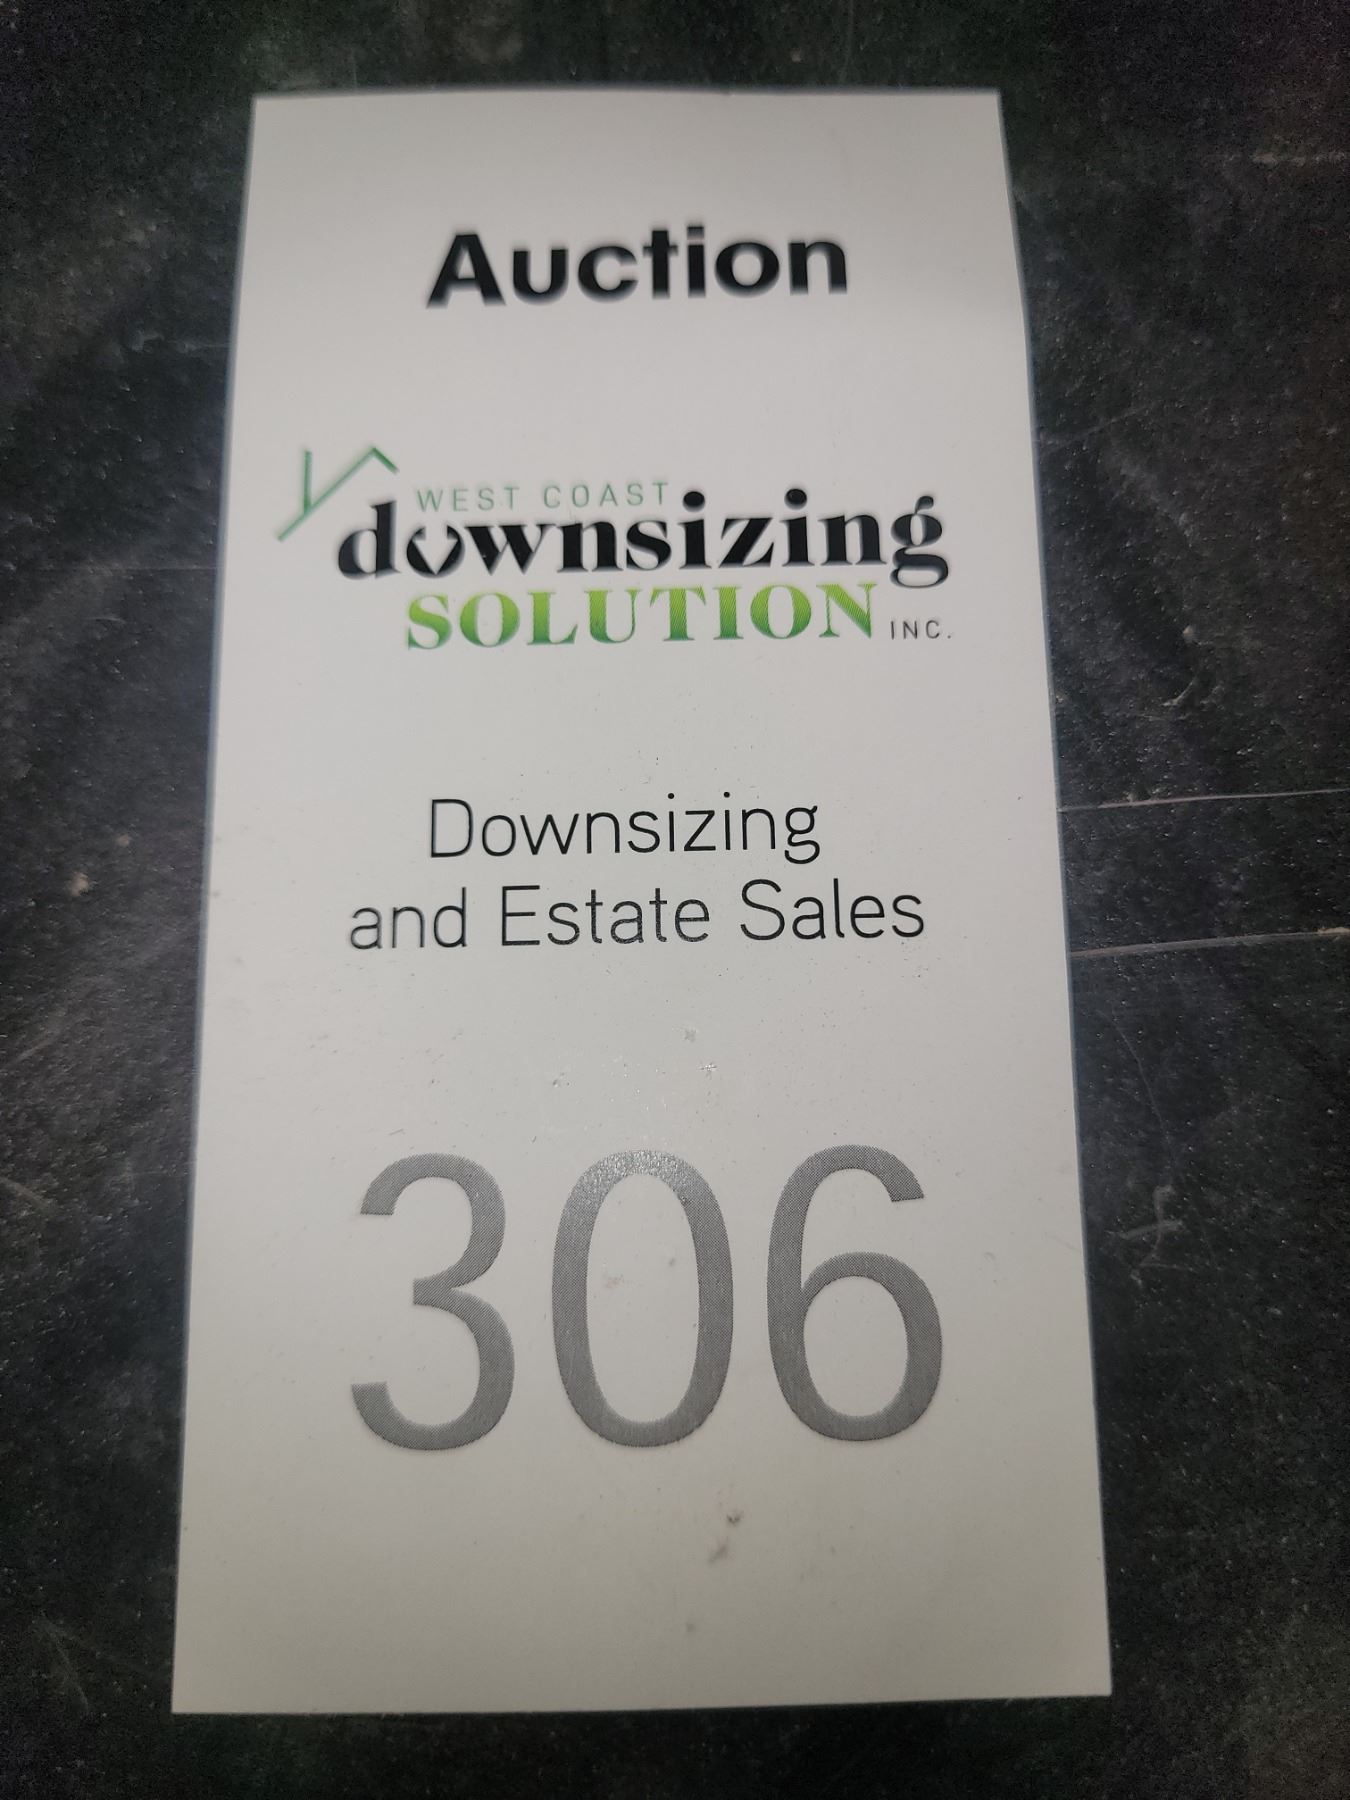 Auction
WEST COAST
downsizing
SOLUTION INC.
Downsizing
and Estate Sales
306